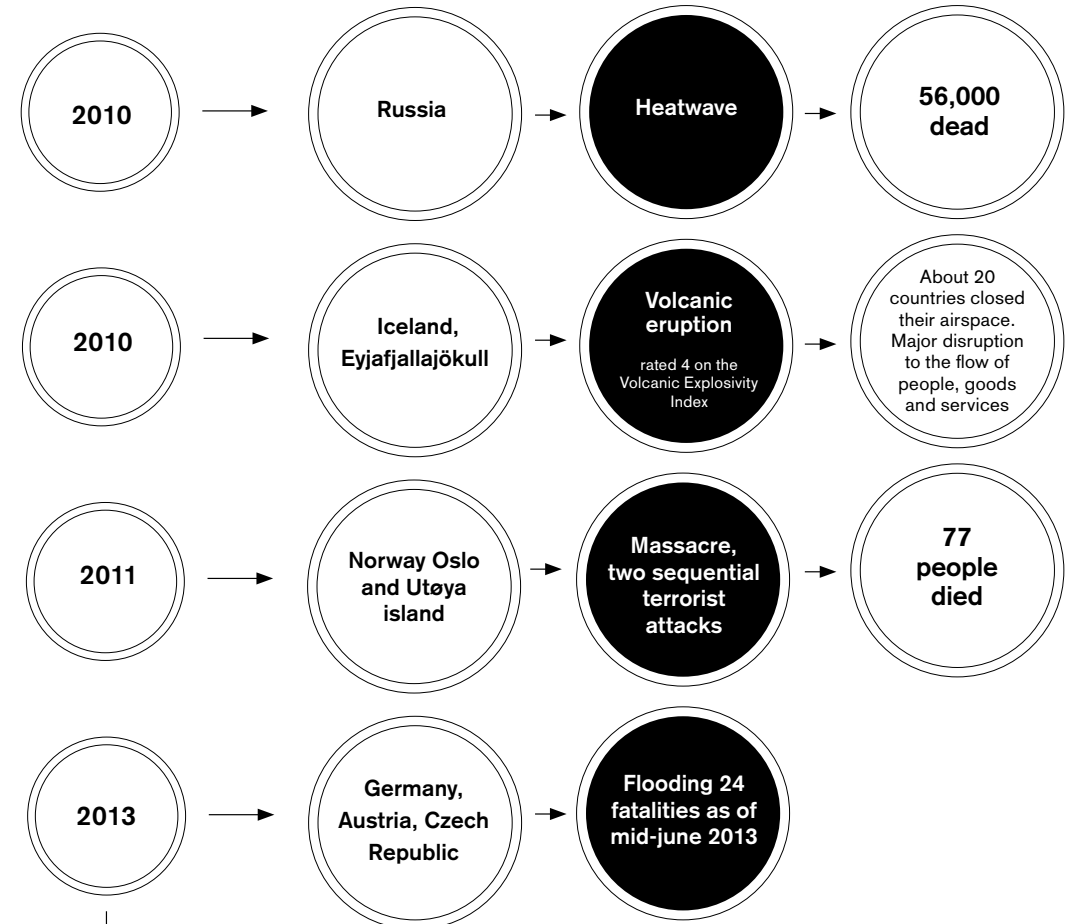 2010
Russia
Heatwave
56,000
dead
2010
Iceland,
Eyjafjallajökull
Volcanic
eruption
rated 4 on the
Volcanic Explosivity
Index
About 20
countries closed
their airspace.
Major disruption
to the flow of
people, goods
and services
2011
Norway Oslo
and Utøya
island
Massacre,
two sequential
terrorist
attacks
77
people
died
2013
Germany,
Austria, Czech
Republic
Flooding 24
fatalities as of
mid-june 2013